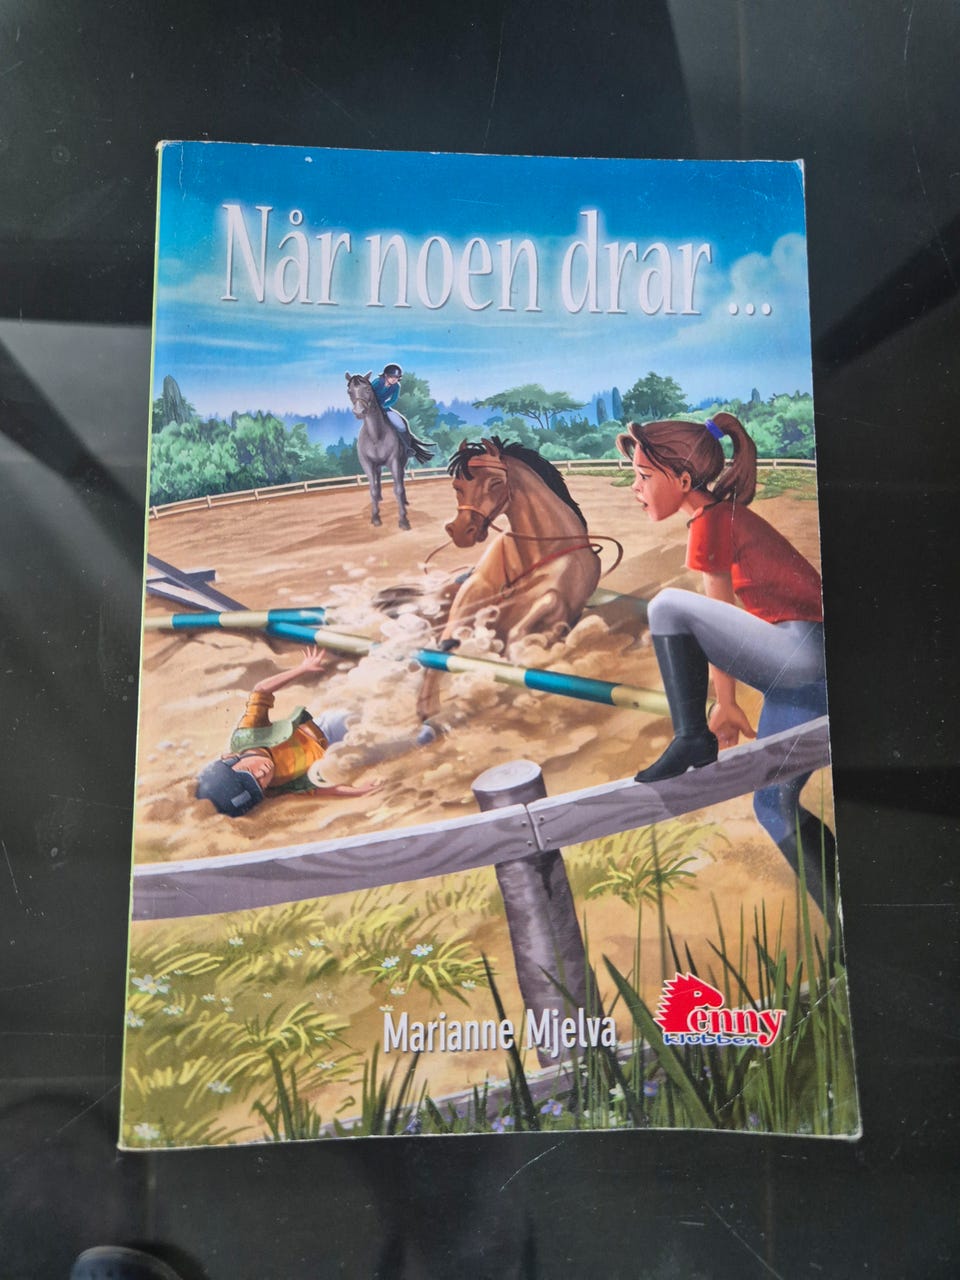 Når noen drar ...
Marianne Mjelva
Penny
klubben